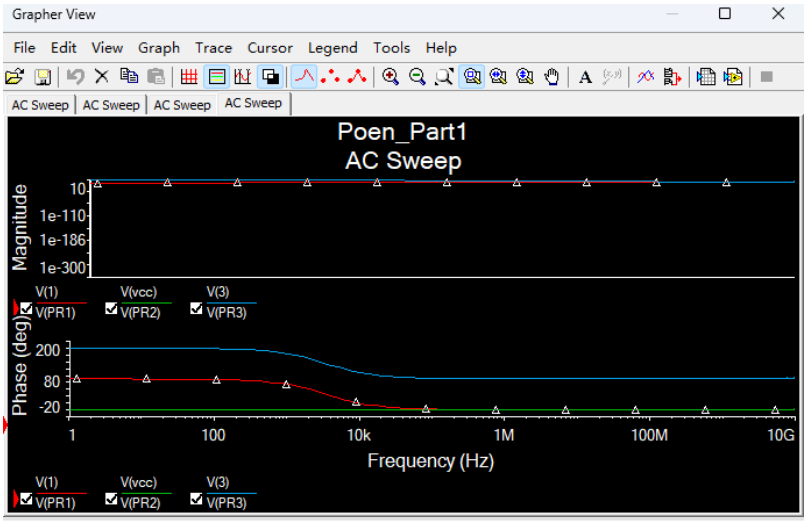 Grapher View
File Edit View Graph Trace Cursor Legend Tools Help
A
AC Sweep AC Sweep AC Sweep AC Sweep
Poen_Part1
AC Sweep
Magnitude
10
1e-110
1e-186
1e-300
V(1) V(vcc) V(3)
V(PR1) V(PR2) V(PR3)
Phase (deg)
200
80
-20
1 100 10k 1M 100M 10G
Frequency (Hz)
V(1) V(vcc) V(3)
V(PR1) V(PR2) V(PR3)